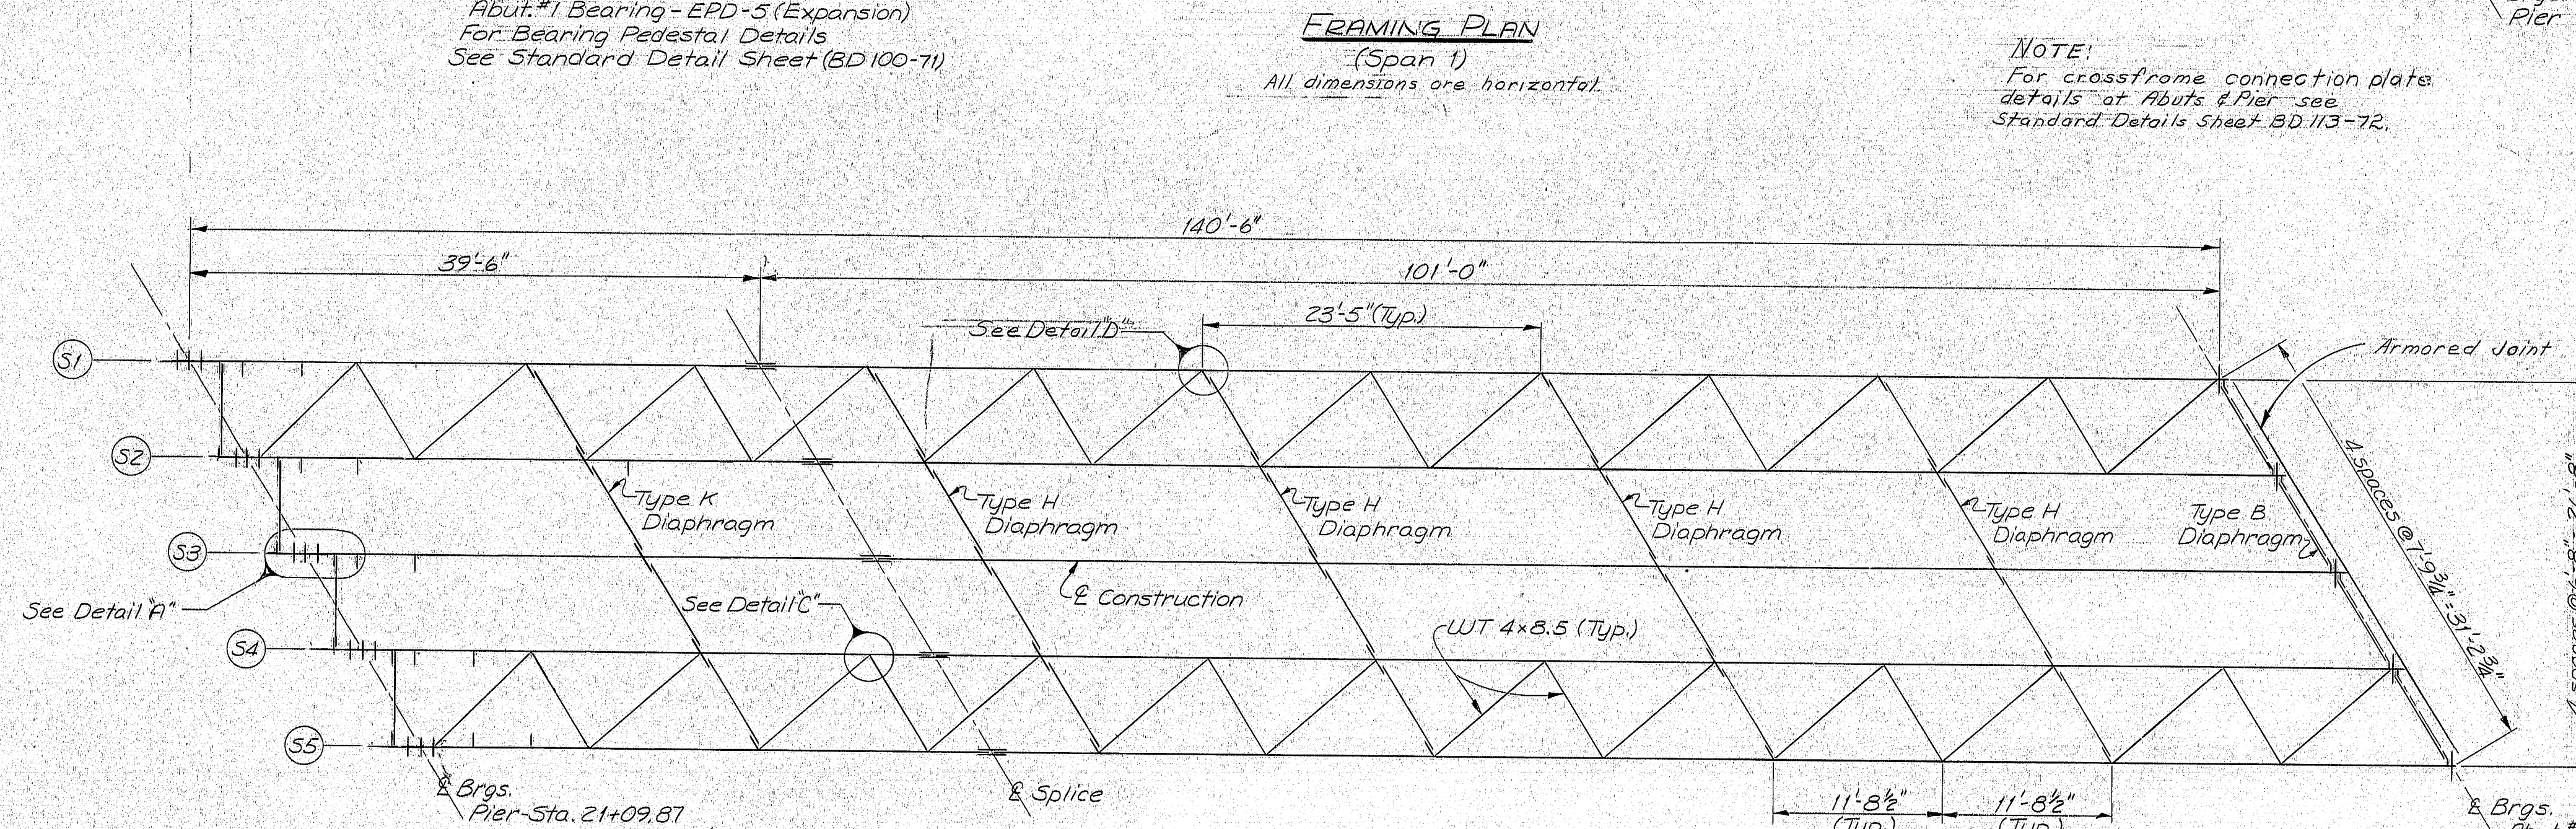 Abut.#1 Bearing - EPD-5 (Expansion)
For Bearing Pedestal Details
See Standard Detail Sheet (BD 100-71)
FRAMING PLAN
(Span 1)
All dimensions are horizontal.
Pier
NOTE:
For crossframe connection plate
details at Abuts & Pier see
Standard Details Sheet BD 113-72.
140'-6"
39'-6"
101'-0"
23'-5" (Typ.)
See Detail "D"
Armored Joint
S1
S2
S3
S4
S5
Type K
Diaphragm
Type H
Diaphragm
Type H
Diaphragm
Type H
Diaphragm
Type H
Diaphragm
Type B
Diaphragm
4 spaces @ 7'-9¾" = 31'-2¾"
See Detail "A"
See Detail "C"
℄ Construction
WT 4x8.5 (Typ.)
℄ Brgs.
Pier-Sta. 21+09.87
℄ Splice
11'-8½"
(Typ.)
11'-8½"
(Typ.)
℄ Brgs.